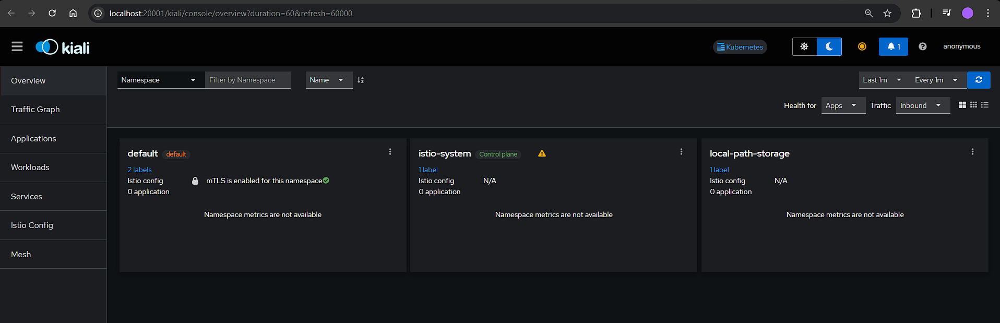 localhost:20001/kiali/console/overview?duration=60&refresh=60000
kiali
Kubernetes
1
anonymous
Overview
Traffic Graph
Applications
Workloads
Services
Istio Config
Mesh
Namespace
Filter by Namespace
Name
Last 1m
Every 1m
Health for
Apps
Traffic
Inbound
default default
2 labels
Istio config mTLS is enabled for this namespace
0 application
Namespace metrics are not available
istio-system Control plane
1 label
Istio config N/A
0 application
Namespace metrics are not available
local-path-storage
1 label
Istio config N/A
0 application
Namespace metrics are not available